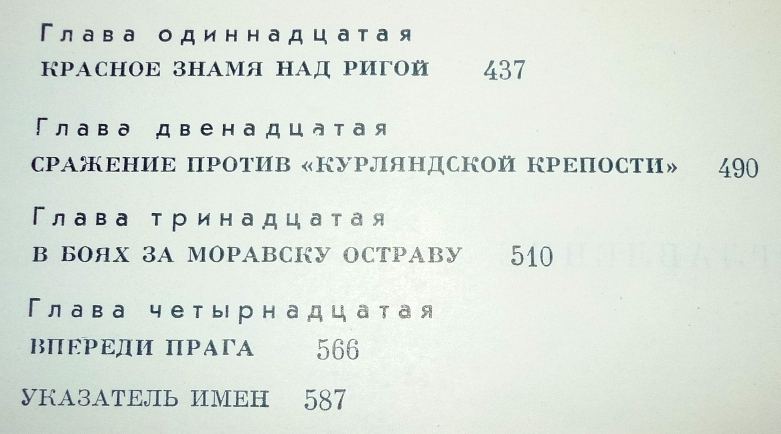 Глава одиннадцатая
КРАСНОЕ ЗНАМЯ НАД РИГОЙ 437
Глава двенадцатая
СРАЖЕНИЕ ПРОТИВ «КУРЛЯНДСКОЙ КРЕПОСТИ» 490
Глава тринадцатая
В БОЯХ ЗА МОРАВСКУ ОСТРАВУ 510
Глава четырнадцатая
ВПЕРЕДИ ПРАГА 566
УКАЗАТЕЛЬ ИМЕН 587